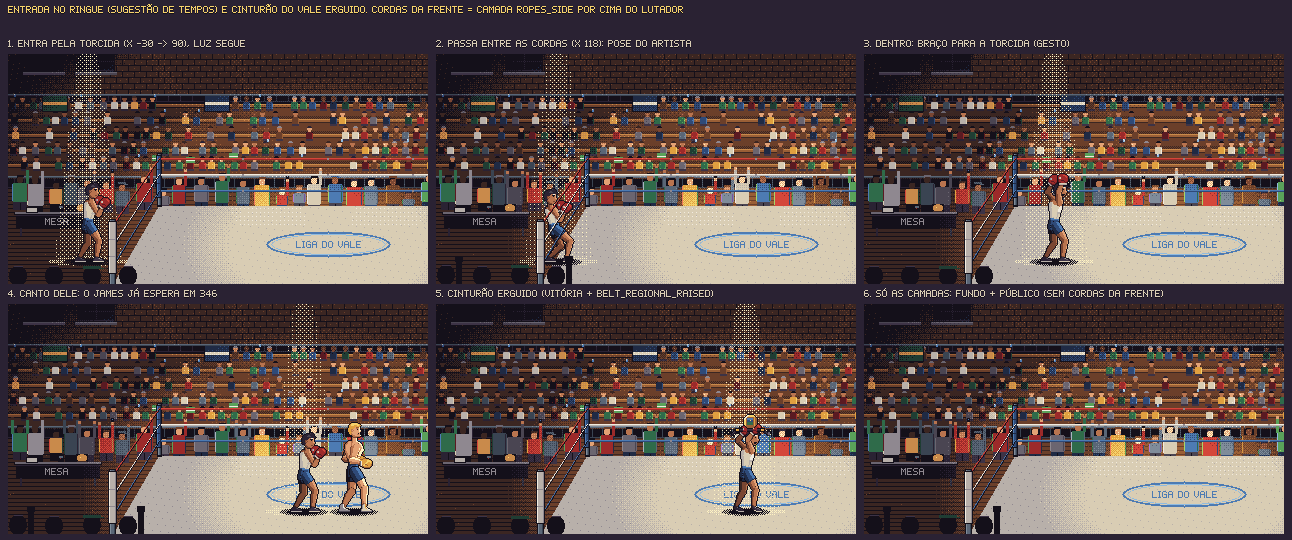 ENTRADA NO RINGUE (SUGESTÃO DE TEMPOS) E CINTURÃO DO VALE ERGUIDO. CORDAS DA FRENTE = CAMADA ROPES_SIDE POR CIMA DO LUTADOR
1. ENTRA PELA TORCIDA (X -30 -> 90), LUZ SEGUE
2. PASSA ENTRE AS CORDAS (X 118): POSE DO ARTISTA
3. DENTRO: BRAÇO PARA A TORCIDA (GESTO)
MESA
LIGA DO VALE
MESA
LIGA DO VALE
MESA
LIGA DO VALE
4. CANTO DELE: O JAMES JÁ ESPERA EM 346
5. CINTURÃO ERGUIDO (VITÓRIA + BELT_REGIONAL_RAISED)
6. SÓ AS CAMADAS: FUNDO + PÚBLICO (SEM CORDAS DA FRENTE)
MESA
DO VALE
MESA
LIGA DO VALE
MESA
LIGA DO VALE